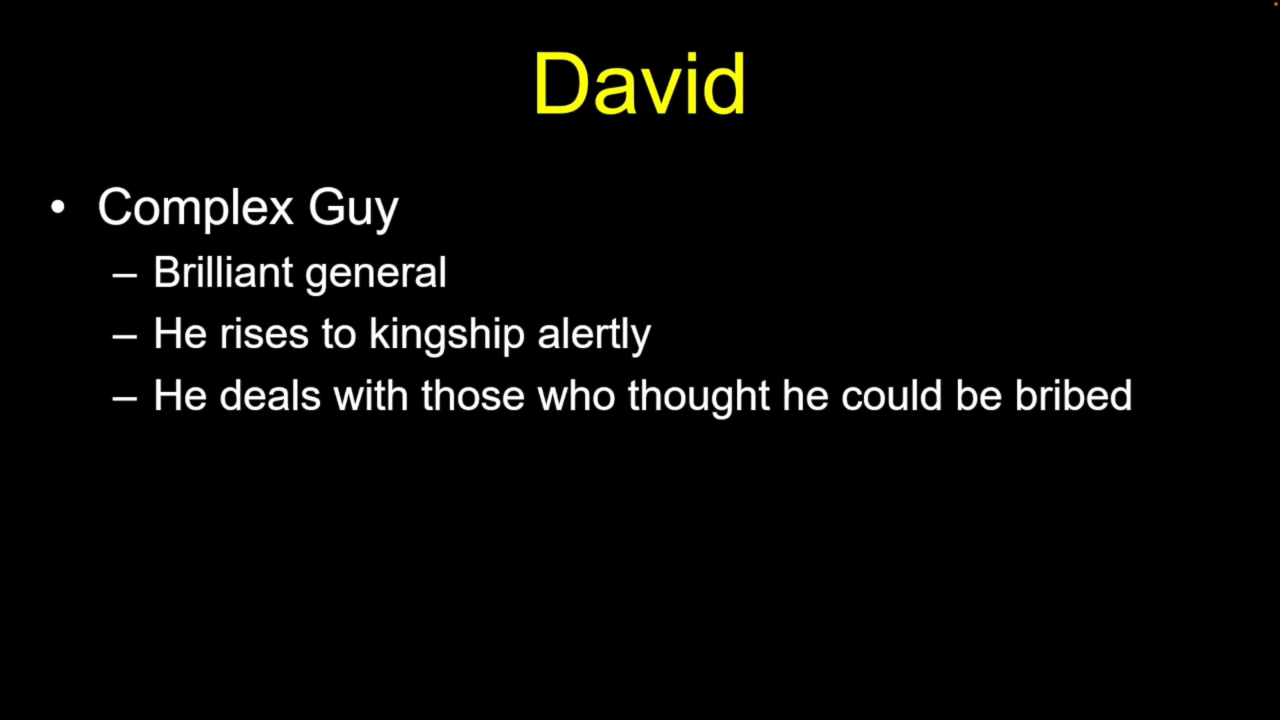 David
• Complex Guy
– Brilliant general
– He rises to kingship alertly
– He deals with those who thought he could be bribed